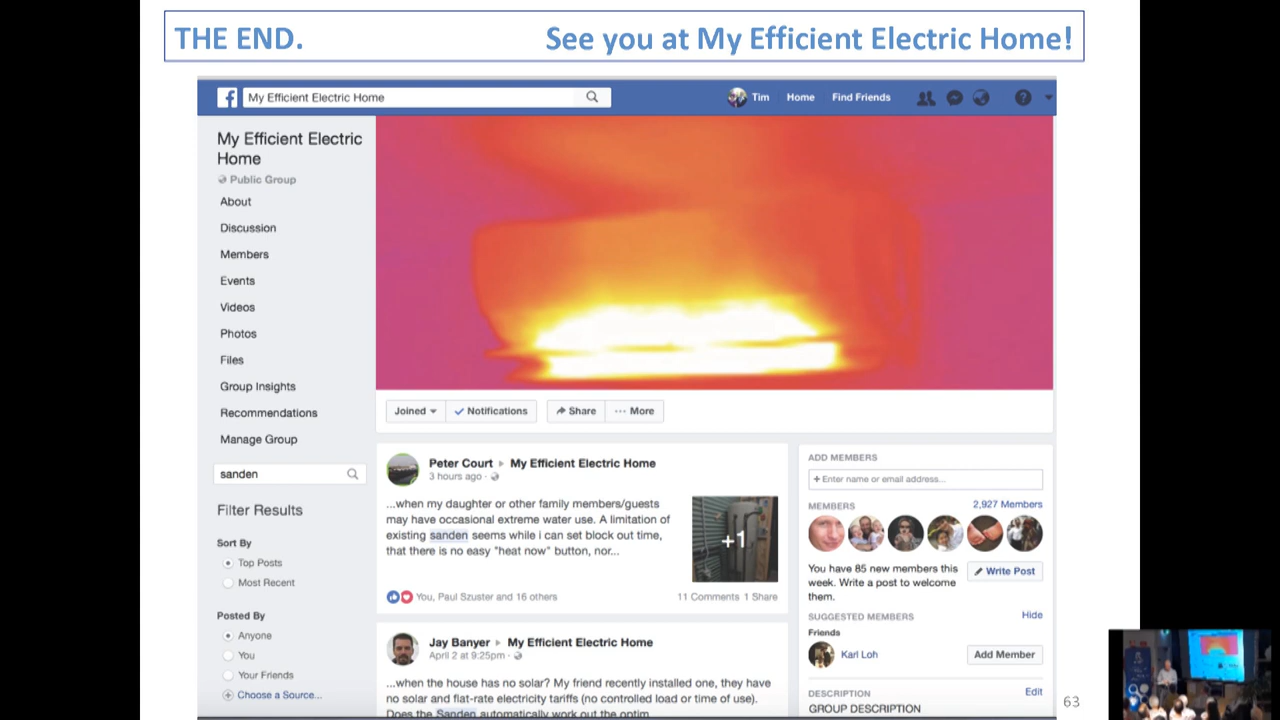 THE END. See you at My Efficient Electric Home!
My Efficient Electric Home
Tim Home Find Friends
My Efficient Electric
Home
Public Group
About
Discussion
Members
Events
Videos
Photos
Files
Group Insights
Recommendations
Manage Group
sanden
Filter Results
Sort By
Top Posts
Most Recent
Posted By
Anyone
You
Your Friends
Choose a Source...
Joined Notifications Share More
Peter Court ▸ My Efficient Electric Home
3 hours ago ·
...when my daughter or other family members/guests
may have occasional extreme water use. A limitation of
existing sanden seems while i can set block out time,
that there is no easy "heat now" button, nor...
+1
You, Paul Szuster and 16 others 11 Comments 1 Share
Jay Banyer ▸ My Efficient Electric Home
April 2 at 9:25pm ·
...when the house has no solar? My friend recently installed one, they have
no solar and flat-rate electricity tariffs (no controlled load or time of use).
Does the Sanden automatically work out the optim
ADD MEMBERS
+ Enter name or email address...
MEMBERS 2,927 Members
You have 85 new members this
week. Write a post to welcome
them.
Write Post
SUGGESTED MEMBERS Hide
Friends
Karl Loh Add Member
DESCRIPTION Edit
GROUP DESCRIPTION
63